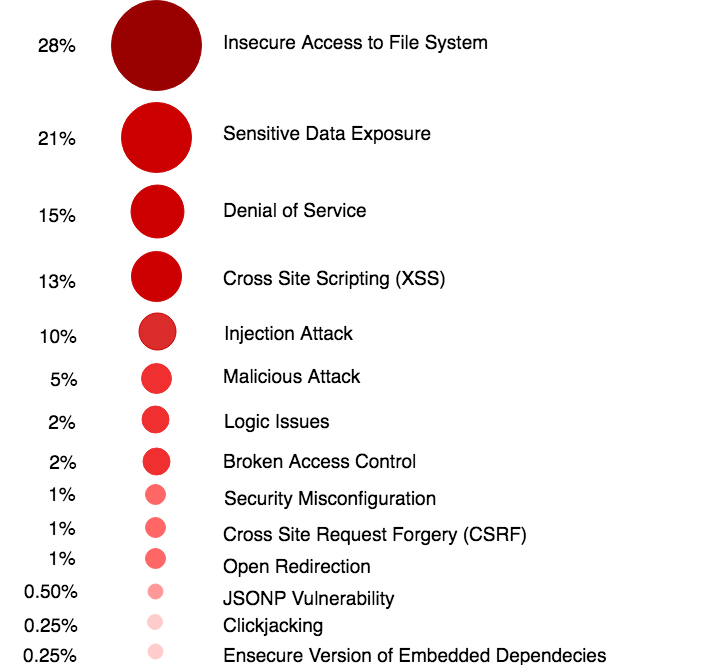 28% Insecure Access to File System
21% Sensitive Data Exposure
15% Denial of Service
13% Cross Site Scripting (XSS)
10% Injection Attack
5% Malicious Attack
2% Logic Issues
2% Broken Access Control
1% Security Misconfiguration
1% Cross Site Request Forgery (CSRF)
1% Open Redirection
0.50% JSONP Vulnerability
0.25% Clickjacking
0.25% Ensecure Version of Embedded Dependecies